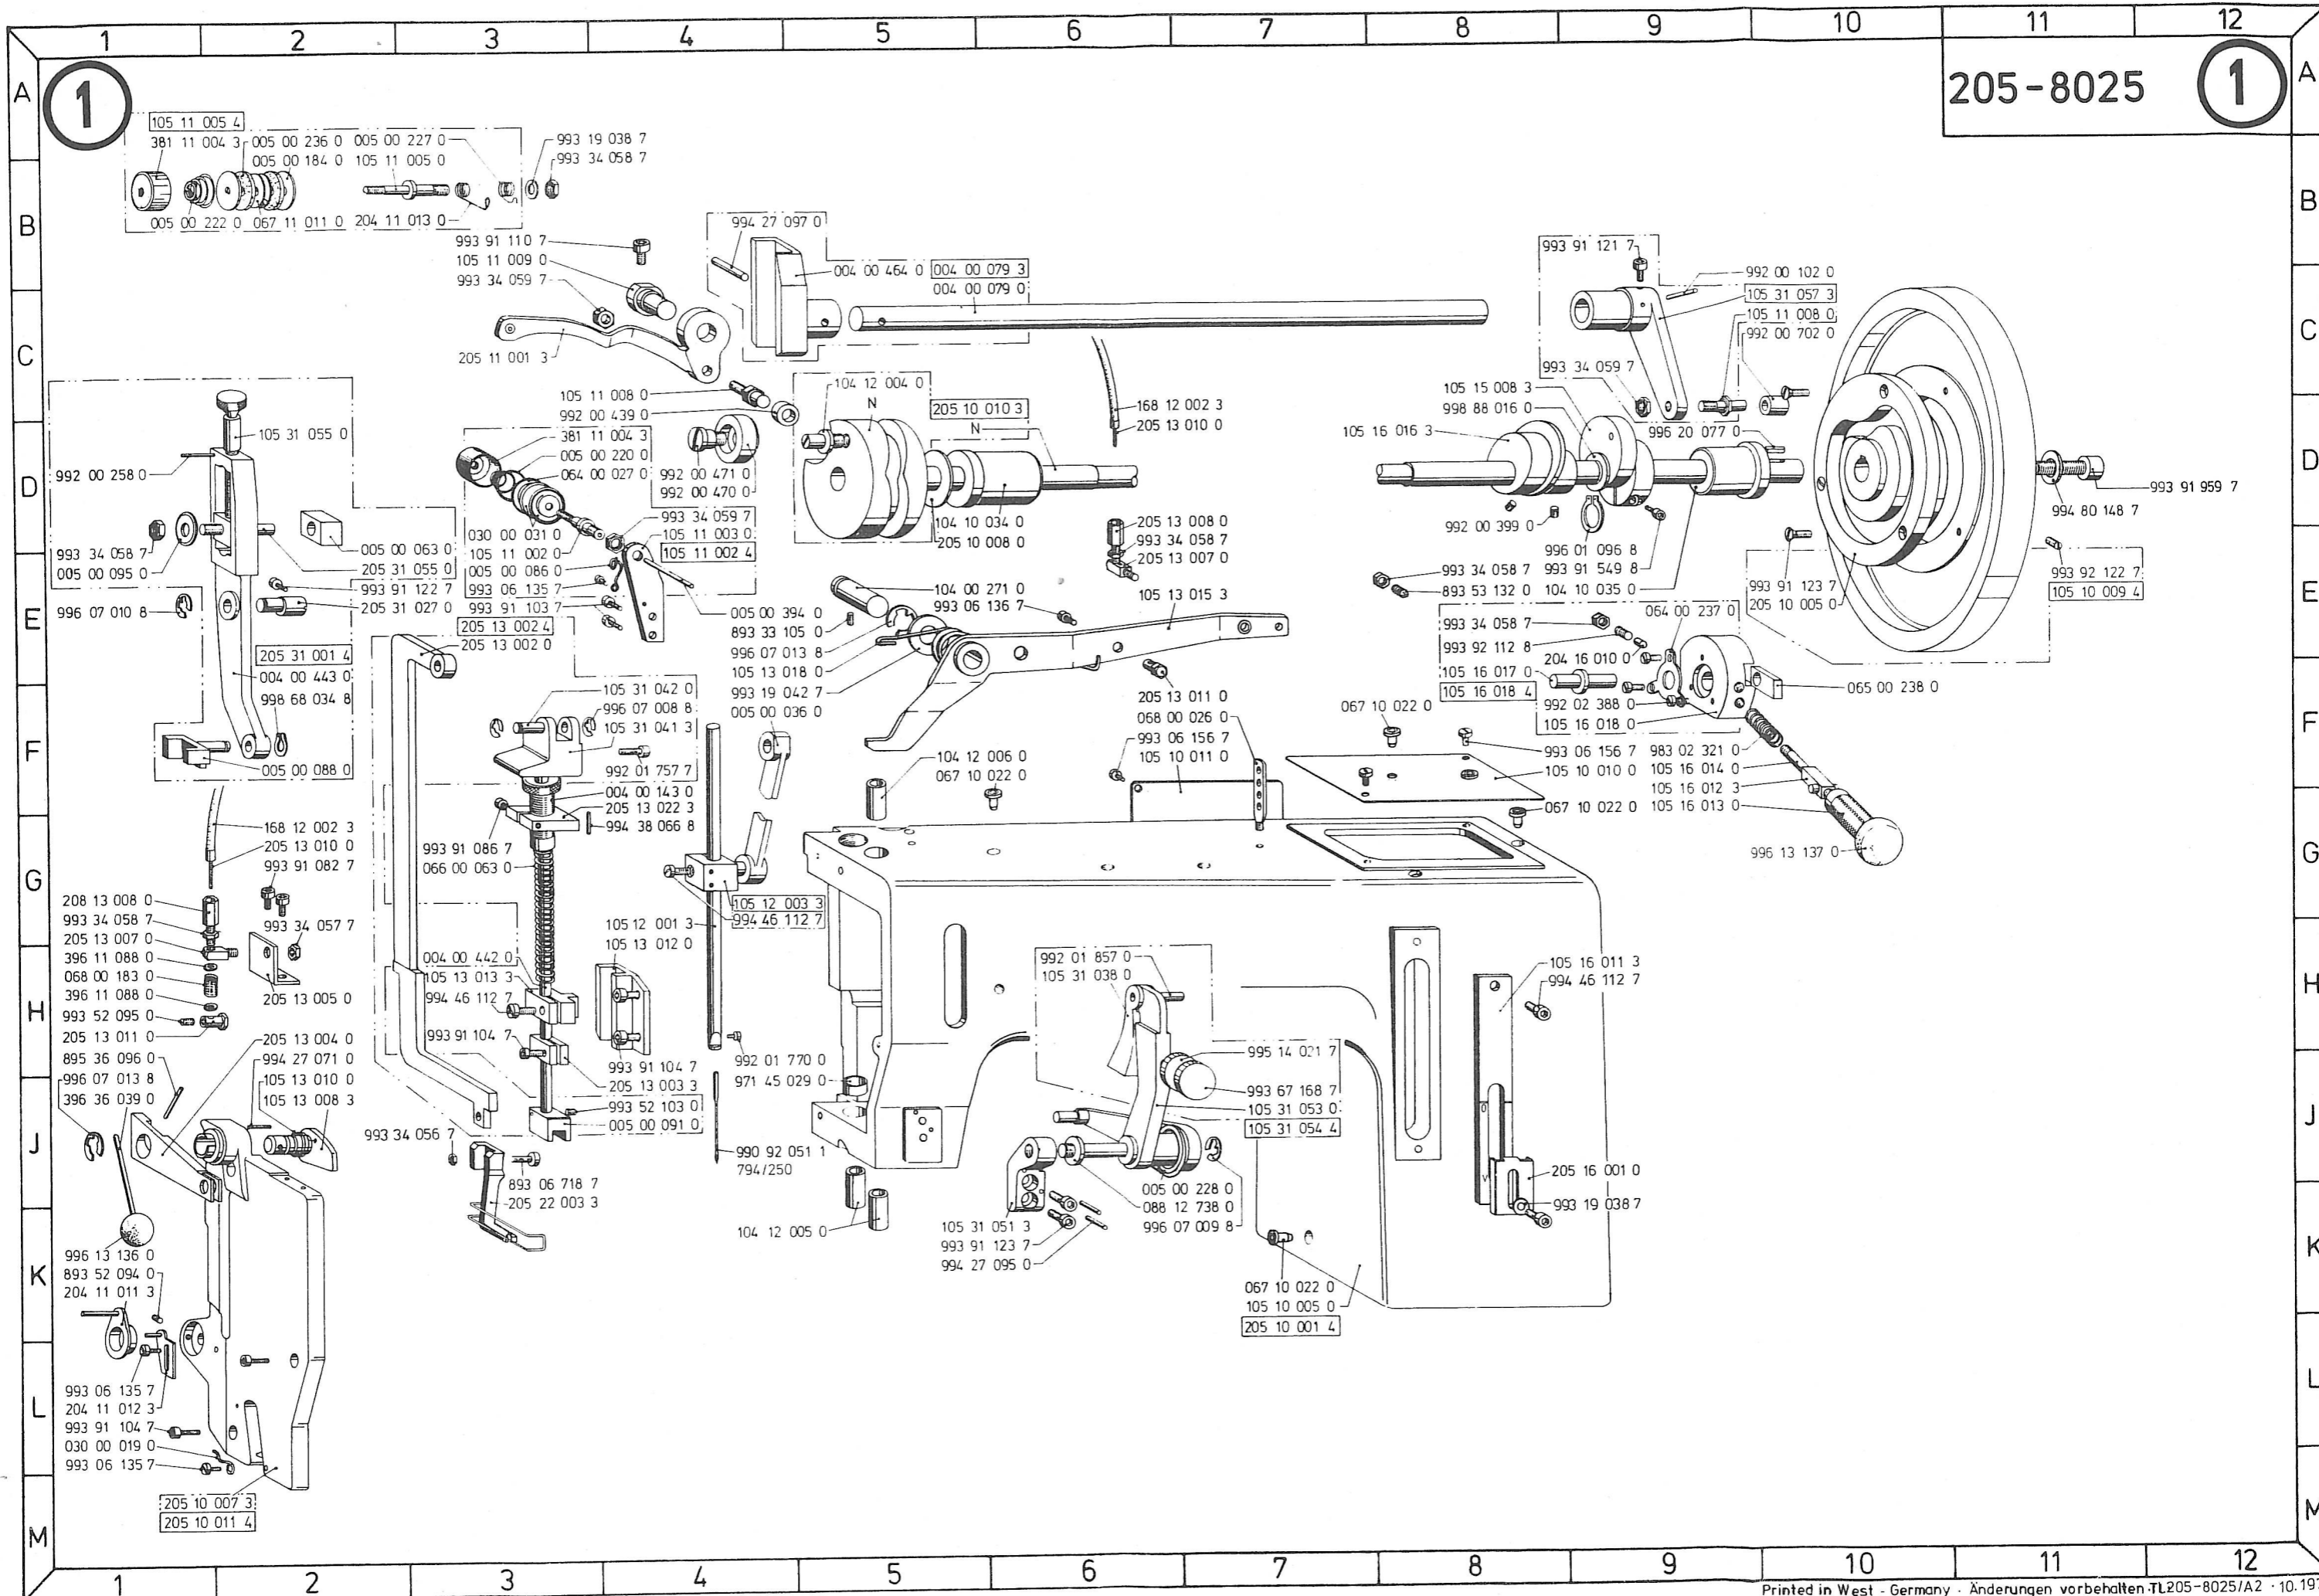 1 2 3 4 5 6 7 8 9 10 11 12
A
B
C
D
E
F
G
H
J
K
L
M
1
205-8025 1
105 11 005 4
381 11 004 3 005 00 236 0 005 00 227 0
005 00 184 0 105 11 005 0
005 00 222 0 067 11 011 0 204 11 013 0
993 19 038 7
993 34 058 7
993 91 110 7
105 11 009 0
993 34 059 7
205 11 001 3
994 27 097 0
004 00 464 0 004 00 079 3
004 00 079 0
993 91 121 7
992 00 102 0
105 31 057 3
105 11 008 0
992 00 702 0
993 34 059 7
105 31 055 0
992 00 258 0
993 34 058 7
005 00 095 0
005 00 063 0
205 31 055 0
993 91 122 7
205 31 027 0
996 07 010 8
205 31 001 4
004 00 443 0
998 68 034 8
005 00 088 0
105 11 008 0
992 00 439 0
381 11 004 3
005 00 220 0
064 00 027 0
992 00 471 0
992 00 470 0
030 00 031 0
105 11 002 0
005 00 086 0
993 06 135 7
993 91 103 7
993 34 059 7
105 11 003 0
105 11 002 4
005 00 394 0
104 12 004 0
N
205 10 010 3
N
104 10 034 0
205 10 008 0
168 12 002 3
205 13 010 0
205 13 008 0
993 34 058 7
205 13 007 0
105 15 008 3
998 88 016 0
105 16 016 3
996 20 077 0
992 00 399 0
996 01 096 8
993 91 549 8
104 10 035 0
993 34 058 7
893 53 132 0
993 91 959 7
994 80 148 7
993 91 123 7
205 10 005 0
993 92 122 7
105 10 009 4
205 13 002 4
205 13 002 0
893 33 105 0
996 07 013 8
105 13 018 0
993 19 042 7
005 00 036 0
104 00 271 0
993 06 136 7
105 13 015 3
205 13 011 0
068 00 026 0
993 06 156 7
105 10 011 0
104 12 006 0
067 10 022 0
067 10 022 0
993 06 156 7
105 10 010 0
067 10 022 0
064 00 237 0
993 34 058 7
993 92 112 8
204 16 010 0
105 16 017 0
105 16 018 4
992 02 388 0
105 16 018 0
065 00 238 0
983 02 321 0
105 16 014 0
105 16 012 3
105 16 013 0
996 13 137 0
105 31 042 0
996 07 008 8
105 31 041 3
992 01 757 7
004 00 143 0
205 13 022 3
994 38 066 8
993 91 086 7
066 00 063 0
105 12 003 3
994 46 112 7
105 12 001 3
105 13 012 0
004 00 442 0
105 13 013 3
994 46 112 7
993 91 104 7
993 91 104 7
205 13 003 3
993 52 103 0
005 00 091 0
993 34 056 7
893 06 718 7
205 22 003 3
992 01 770 0
971 45 029 0
990 92 051 1
794/250
104 12 005 0
168 12 002 3
205 13 010 0
993 91 082 7
208 13 008 0
993 34 058 7
205 13 007 0
396 11 088 0
068 00 183 0
396 11 088 0
993 52 095 0
205 13 011 0
993 34 057 7
205 13 005 0
895 36 096 0
996 07 013 8
396 36 039 0
205 13 004 0
994 27 071 0
105 13 010 0
105 13 008 3
996 13 136 0
893 52 094 0
204 11 011 3
993 06 135 7
204 11 012 3
993 91 104 7
030 00 019 0
993 06 135 7
205 10 007 3
205 10 011 4
992 01 857 0
105 31 038 0
995 14 021 7
993 67 168 7
105 31 053 0
105 31 054 4
005 00 228 0
088 12 738 0
996 07 009 8
105 31 051 3
993 91 123 7
994 27 095 0
067 10 022 0
105 10 005 0
205 10 001 4
105 16 011 3
994 46 112 7
0
V
205 16 001 0
993 19 038 7
A
B
C
D
E
F
G
H
J
K
L
M
1 2 3 4 5 6 7 8 9 10 11 12
Printed in West - Germany · Änderungen vorbehalten · TL205-8025/A2 · 10.19